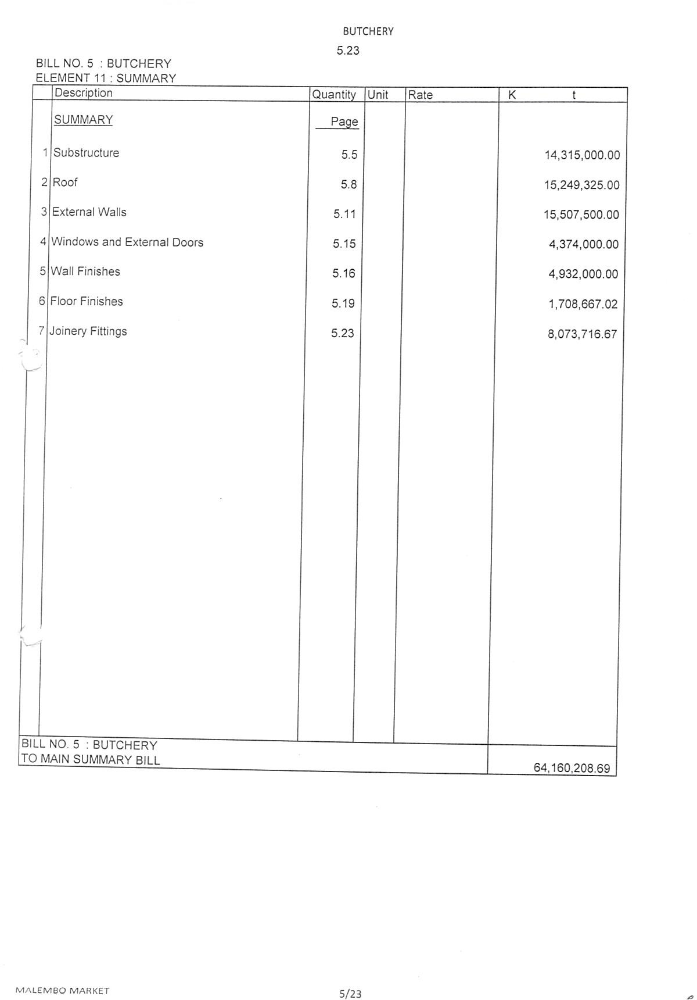 BUTCHERY
5.23
BILL NO. 5 : BUTCHERY
ELEMENT 11 : SUMMARY
Description Quantity Unit Rate K t
SUMMARY Page
1 Substructure 5.5 14,315,000.00
2 Roof 5.8 15,249,325.00
3 External Walls 5.11 15,507,500.00
4 Windows and External Doors 5.15 4,374,000.00
5 Wall Finishes 5.16 4,932,000.00
6 Floor Finishes 5.19 1,708,667.02
7 Joinery Fittings 5.23 8,073,716.67
BILL NO. 5 : BUTCHERY
TO MAIN SUMMARY BILL 64,160,208.69
MALEMBO MARKET 5/23